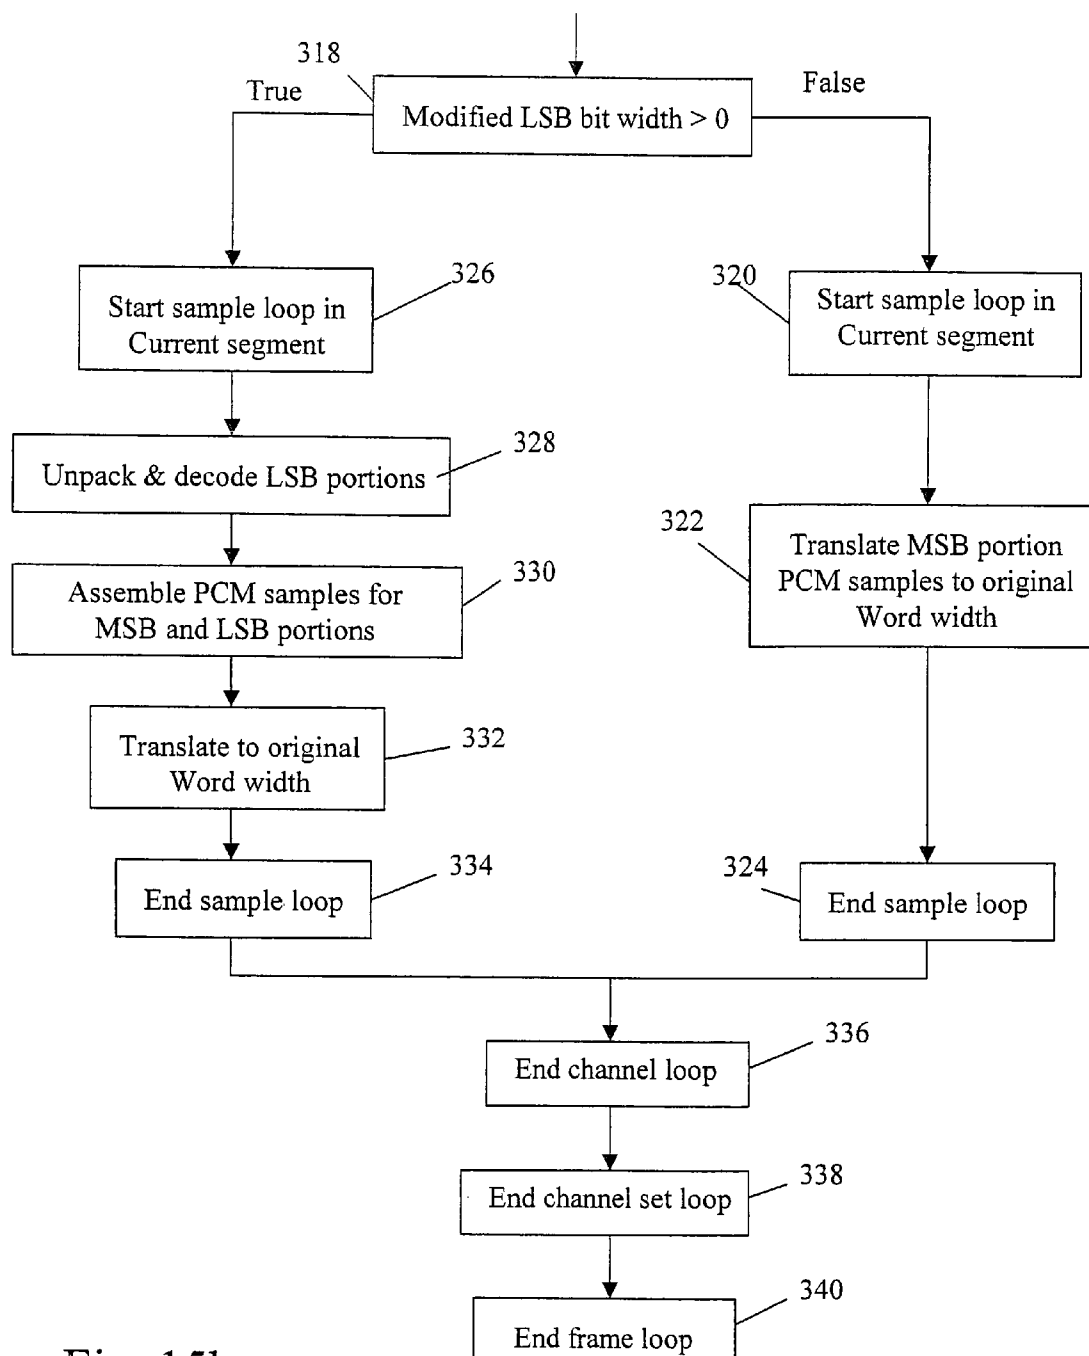 318
True
False
Modified LSB bit width > 0
326
320
Start sample loop in
Current segment
Start sample loop in
Current segment
328
Unpack & decode LSB portions
322
Translate MSB portion
PCM samples to original
Word width
330
Assemble PCM samples for
MSB and LSB portions
332
Translate to original
Word width
334
324
End sample loop
End sample loop
336
End channel loop
338
End channel set loop
340
End frame loop